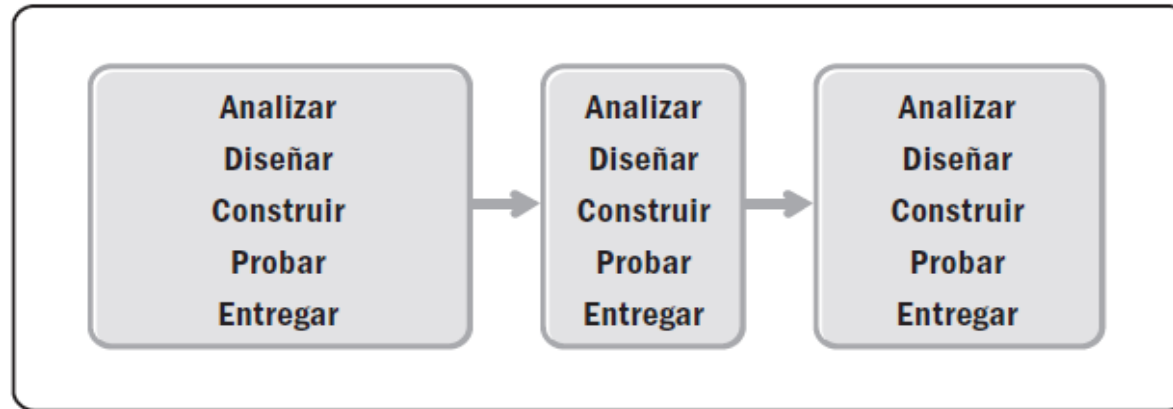 Analizar
Diseñar
Construir
Probar
Entregar
Analizar
Diseñar
Construir
Probar
Entregar
Analizar
Diseñar
Construir
Probar
Entregar